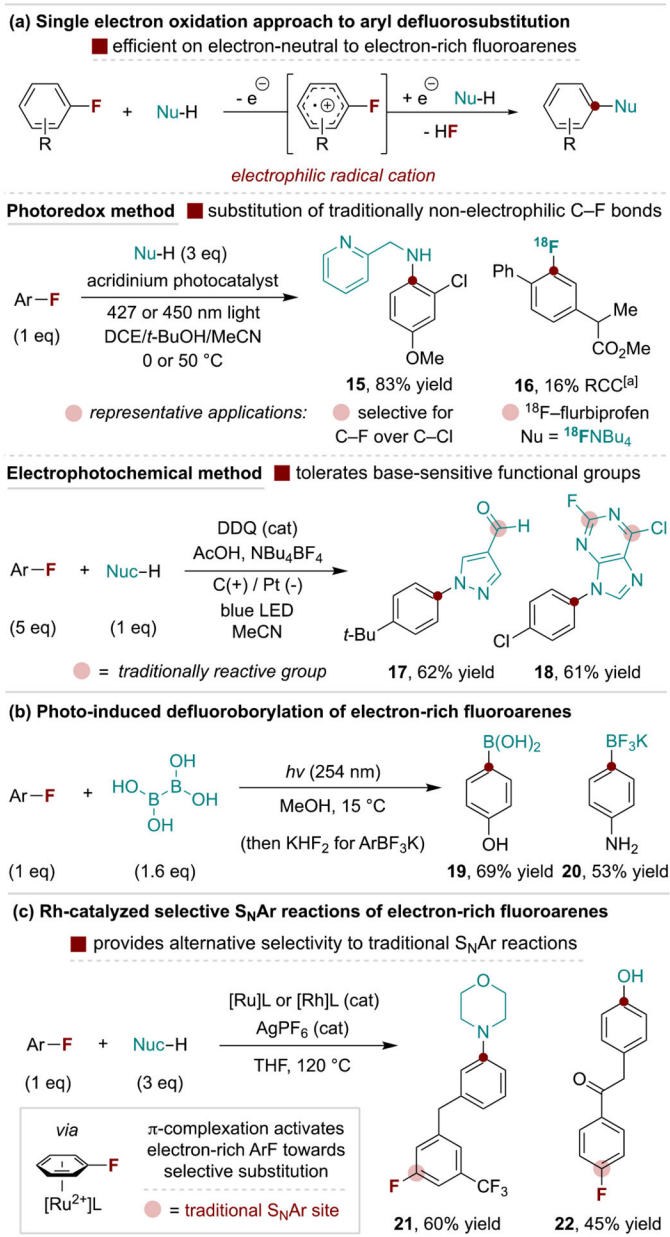 (a) Single electron oxidation approach to aryl defluorosubstitution
efficient on electron-neutral to electron-rich fluoroarenes
F
R
+
Nu-H
- e⊖
F
R
+ e⊖ Nu-H
- HF
Nu
R
electrophilic radical cation
Photoredox method
substitution of traditionally non-electrophilic C–F bonds
Ar–F
(1 eq)
Nu-H (3 eq)
acridinium photocatalyst
427 or 450 nm light
DCE/t-BuOH/MeCN
0 or 50 °C
N
NH
Cl
OMe
15, 83% yield
18F
Ph
Me
CO2Me
16, 16% RCC[a]
representative applications:
selective for
C–F over C–Cl
18F–flurbiprofen
Nu = 18FNBu4
Electrophotochemical method
tolerates base-sensitive functional groups
Ar–F
(5 eq)
+
Nuc–H
(1 eq)
DDQ (cat)
AcOH, NBu4BF4
C(+) / Pt (-)
blue LED
MeCN
O
H
N
N
t-Bu
17, 62% yield
F
N
Cl
N
N
N
Cl
18, 61% yield
= traditionally reactive group
(b) Photo-induced defluoroborylation of electron-rich fluoroarenes
Ar–F
(1 eq)
+
OH
HO
B
B
OH
OH
(1.6 eq)
hv (254 nm)
MeOH, 15 °C
(then KHF2 for ArBF3K)
B(OH)2
OH
19, 69% yield
BF3K
NH2
20, 53% yield
(c) Rh-catalyzed selective SNAr reactions of electron-rich fluoroarenes
provides alternative selectivity to traditional SNAr reactions
Ar–F
(1 eq)
+
Nuc–H
(3 eq)
[Ru]L or [Rh]L (cat)
AgPF6 (cat)
THF, 120 °C
O
N
F
CF3
21, 60% yield
OH
O
F
22, 45% yield
via
F
[Ru2+]L
π-complexation activates
electron-rich ArF towards
selective substitution
= traditional SNAr site